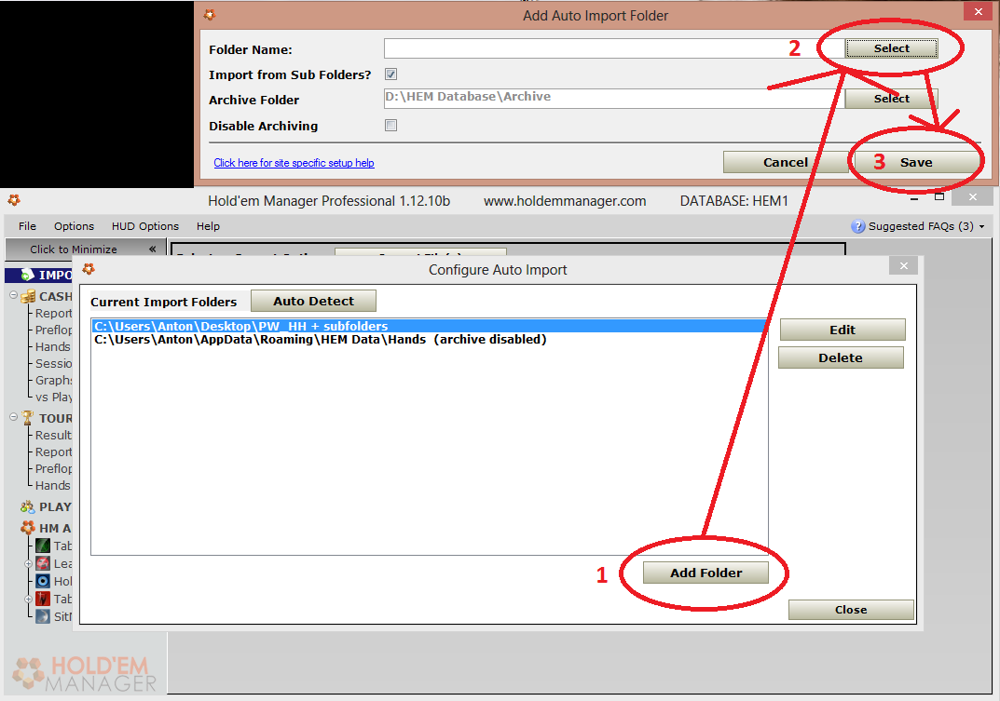 Add Auto Import Folder
Folder Name:
2
Select
Import from Sub Folders?
Archive Folder
D:\HEM Database\Archive
Select
Disable Archiving
Click here for site specific setup help
Cancel
3
Save
Hold'em Manager Professional 1.12.10b www.holdemmanager.com DATABASE: HEM1
File Options HUD Options Help
Suggested FAQs (3)
Click to Minimize «
Configure Auto Import
IMPO
Current Import Folders
Auto Detect
CASH
Report
Preflop
Hands
Sessio
Graphs
vs Play
C:\Users\Anton\Desktop\PW_HH + subfolders
C:\Users\Anton\AppData\Roaming\HEM Data\Hands (archive disabled)
Edit
Delete
TOUR
Result
Report
Preflop
Hands
PLAY
HM A
Tab
Lea
Hol
Tab
SitN
1
Add Folder
Close
HOLD'EM
MANAGER